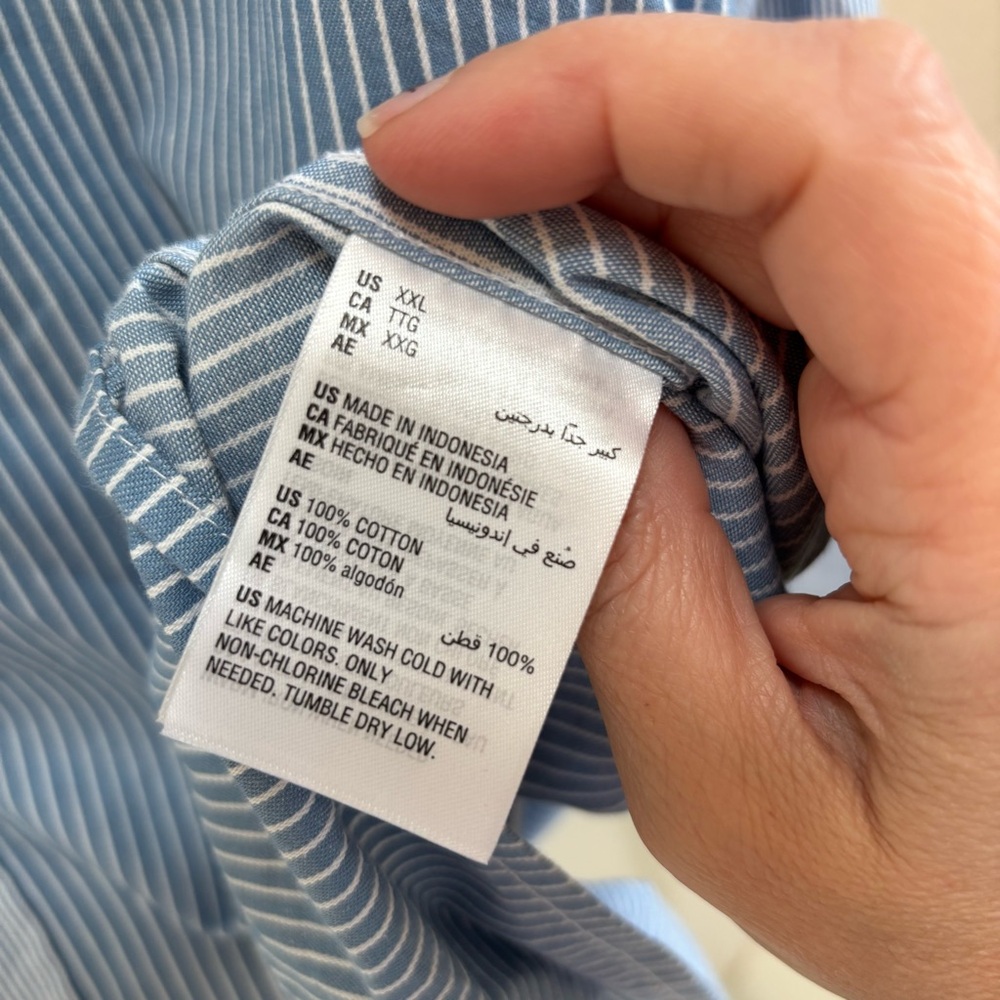 US XXL
CA TTG
MX XXG
AE
كبير جدًا بدرجتين
US MADE IN INDONESIA
CA FABRIQUÉ EN INDONÉSIE
MX HECHO EN INDONESIA
AE
صُنع في اندونيسيا
US 100% COTTON
CA 100% COTON
MX 100% algodón
AE
100% قطن
US MACHINE WASH COLD WITH
LIKE COLORS. ONLY
NON-CHLORINE BLEACH WHEN
NEEDED. TUMBLE DRY LOW.